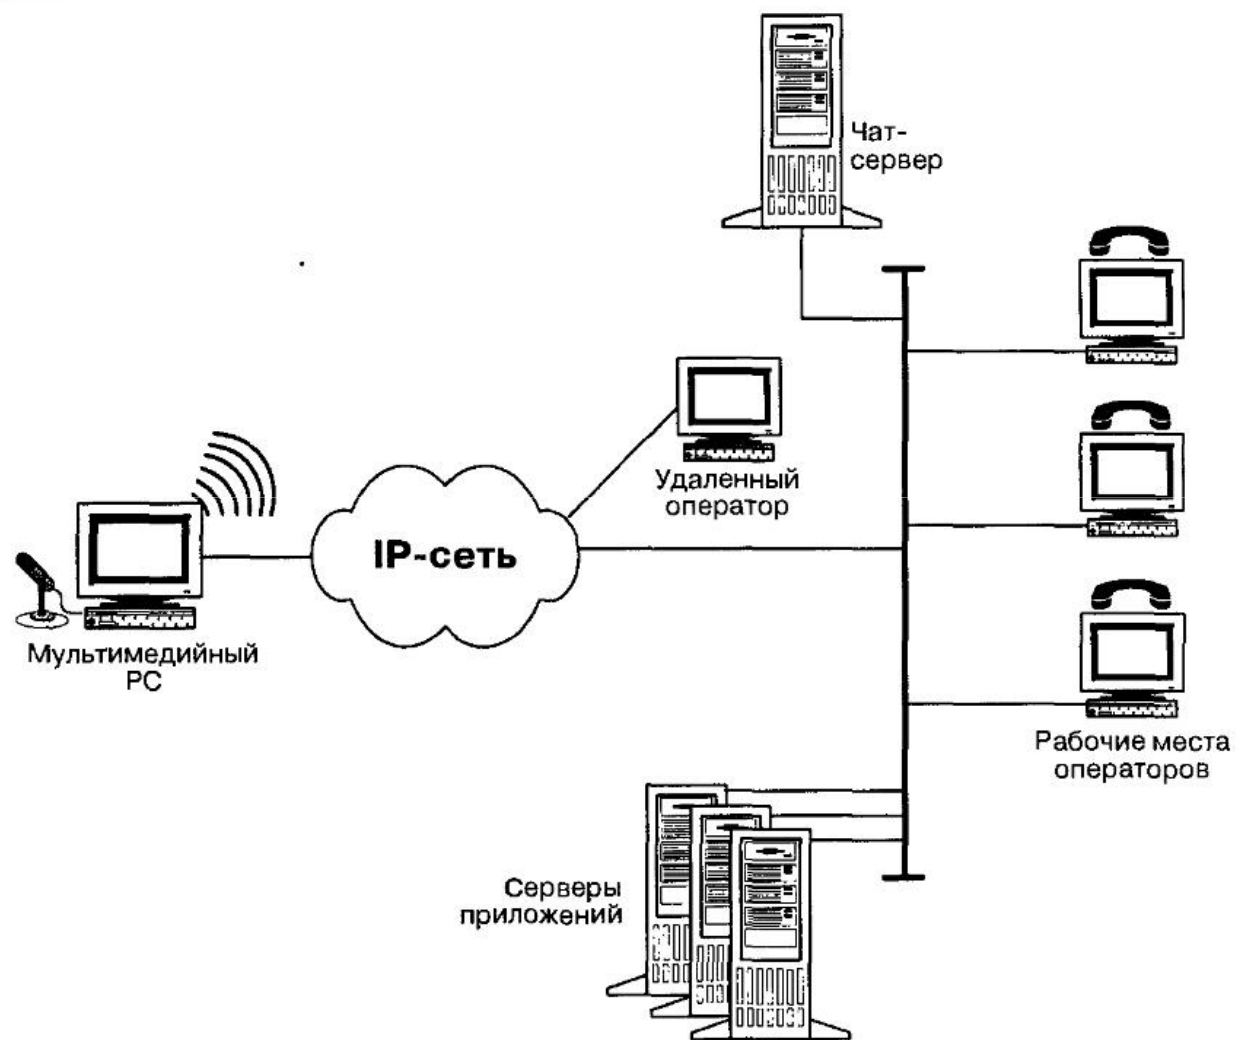 Чат-
сервер
Удаленный
оператор
IP-сеть
Мультимедийный
PC
Рабочие места
операторов
Серверы
приложений